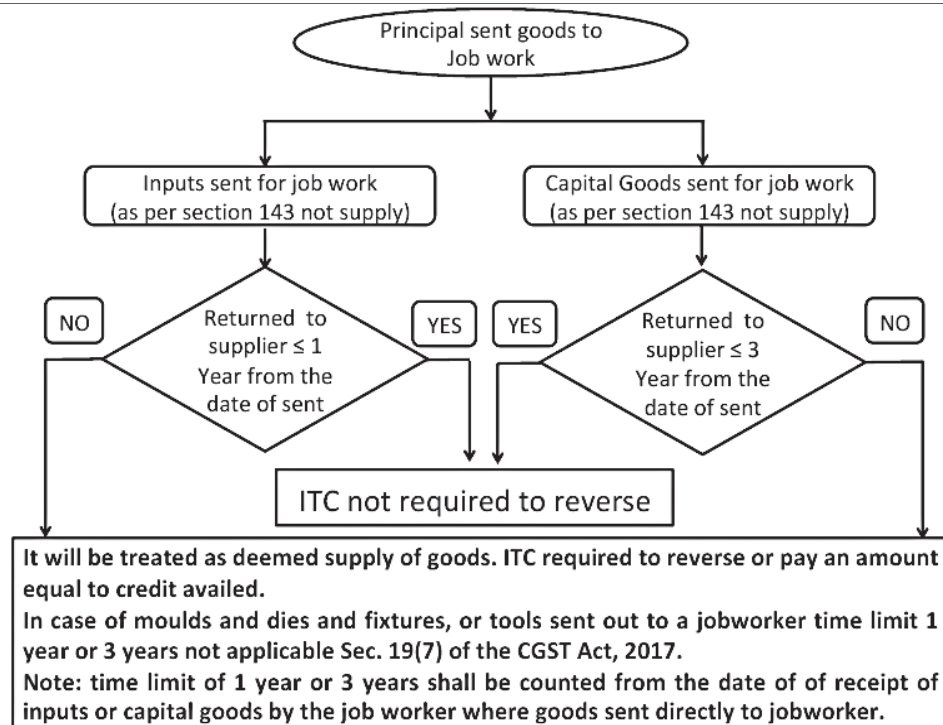 Principal sent goods to
Job work
Inputs sent for job work
(as per section 143 not supply)
Capital Goods sent for job work
(as per section 143 not supply)
NO
Returned to
supplier ≤ 1
Year from the
date of sent
YES
YES
Returned to
supplier ≤ 3
Year from the
date of sent
NO
ITC not required to reverse
It will be treated as deemed supply of goods. ITC required to reverse or pay an amount
equal to credit availed.
In case of moulds and dies and fixtures, or tools sent out to a jobworker time limit 1
year or 3 years not applicable Sec. 19(7) of the CGST Act, 2017.
Note: time limit of 1 year or 3 years shall be counted from the date of of receipt of
inputs or capital goods by the job worker where goods sent directly to jobworker.